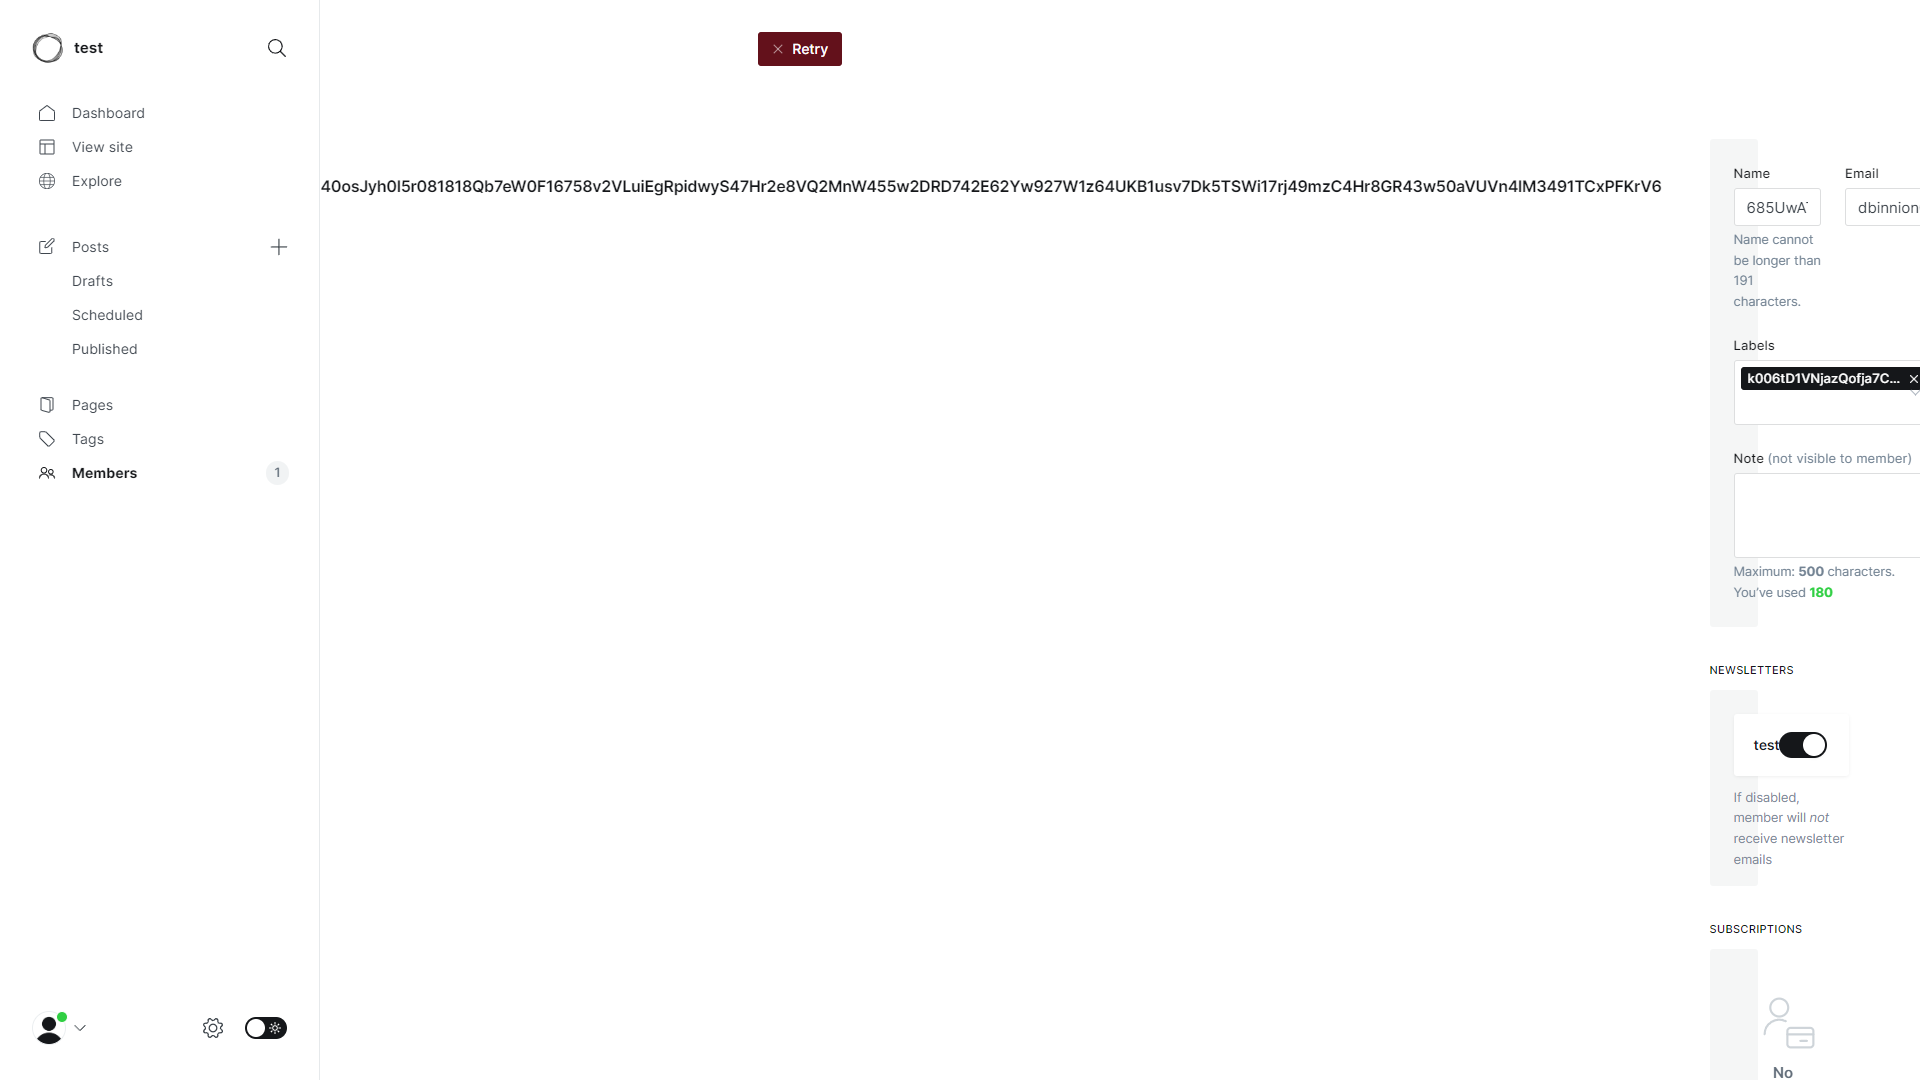 test
Retry
Dashboard
View site
Explore
40osJyh0I5r081818Qb7eW0F16758v2VLuiEgRpidwyS47Hr2e8VQ2MnW455w2DRD742E62Yw927W1z64UKB1usv7Dk5TSWi17rj49mzC4Hr8GR43w50aVUVn4IM3491TCxPFKrV6
Name
Email
685UwA
dbinnion
Name cannot
be longer than
191
characters.
Posts
Drafts
Scheduled
Published
Labels
k006tD1VNjazQofja7C...
Pages
Tags
Members 1
Note (not visible to member)
Maximum: 500 characters.
You've used 180
NEWSLETTERS
test
If disabled,
member will not
receive newsletter
emails
SUBSCRIPTIONS
No